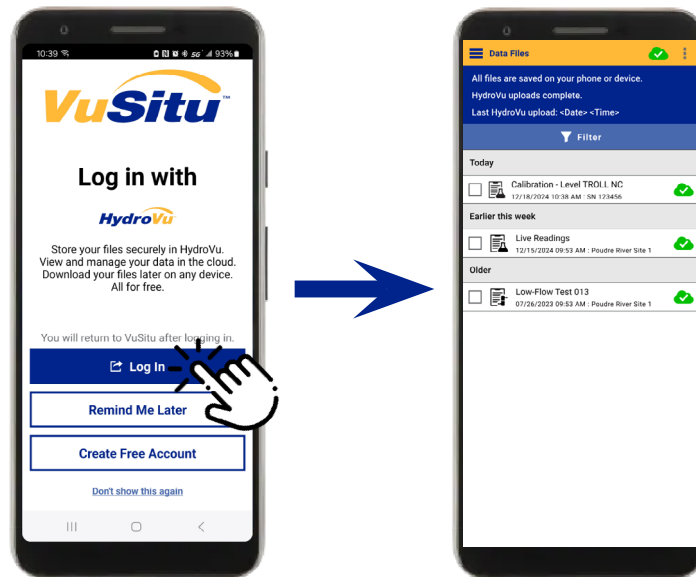 10:39
5G 93%
VuSitu™
Log in with
HydroVu
Store your files securely in HydroVu.
View and manage your data in the cloud.
Download your files later on any device.
All for free.
You will return to VuSitu after logging in.
Log In
Remind Me Later
Create Free Account
Don't show this again
Data Files
All files are saved on your phone or device.
HydroVu uploads complete.
Last HydroVu upload: <Date> <Time>
Filter
Today
Calibration - Level TROLL NC
12/18/2024 10:38 AM : SN 123456
Earlier this week
Live Readings
12/15/2024 09:53 AM : Poudre River Site 1
Older
Low-Flow Test 013
07/26/2023 09:53 AM : Poudre River Site 1